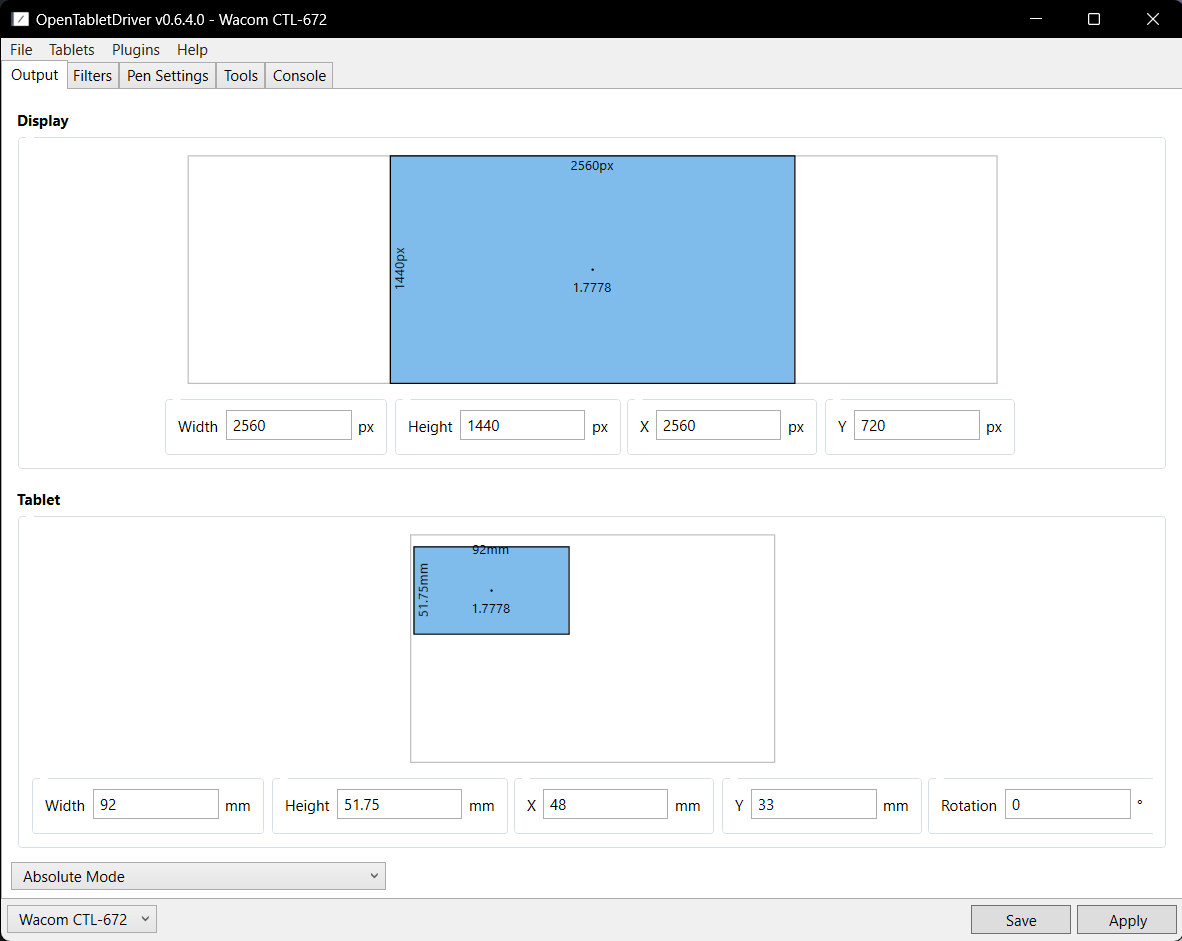 OpenTabletDriver v0.6.4.0 - Wacom CTL-672
File Tablets Plugins Help
Output Filters Pen Settings Tools Console
Display
2560px
1440px
1.7778
Width 2560 px Height 1440 px X 2560 px Y 720 px
Tablet
92mm
51.75mm
1.7778
Width 92 mm Height 51.75 mm X 48 mm Y 33 mm Rotation 0 °
Absolute Mode
Wacom CTL-672 Save Apply